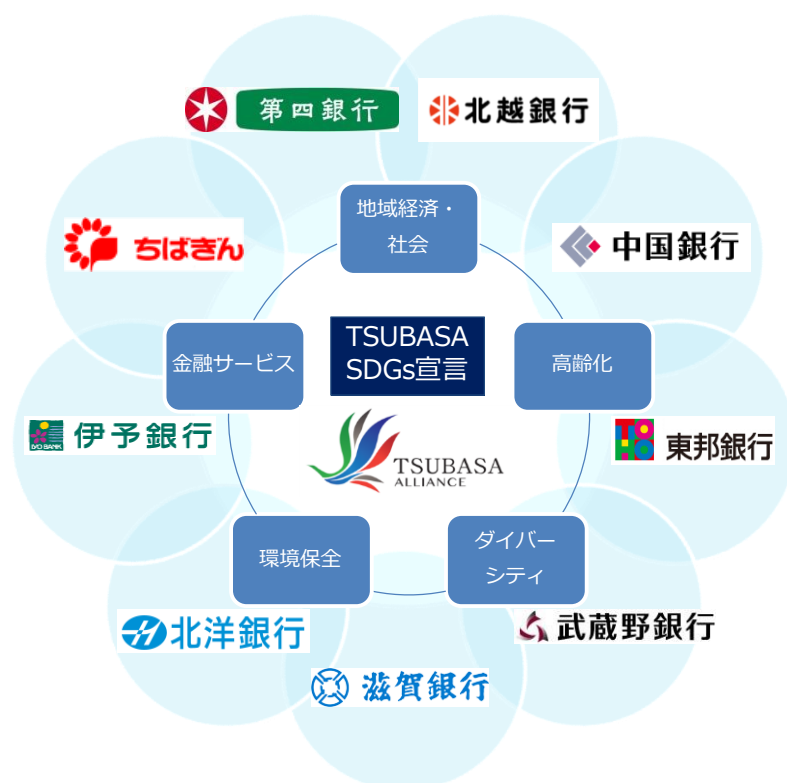 第四銀行
北越銀行
ちばぎん
中国銀行
地域経済・
社会
金融サービス
TSUBASA
SDGs宣言
高齢化
IYO BANK
伊予銀行
TSUBASA
ALLIANCE
TOHO
東邦銀行
環境保全
ダイバー
シティ
北洋銀行
武蔵野銀行
滋賀銀行